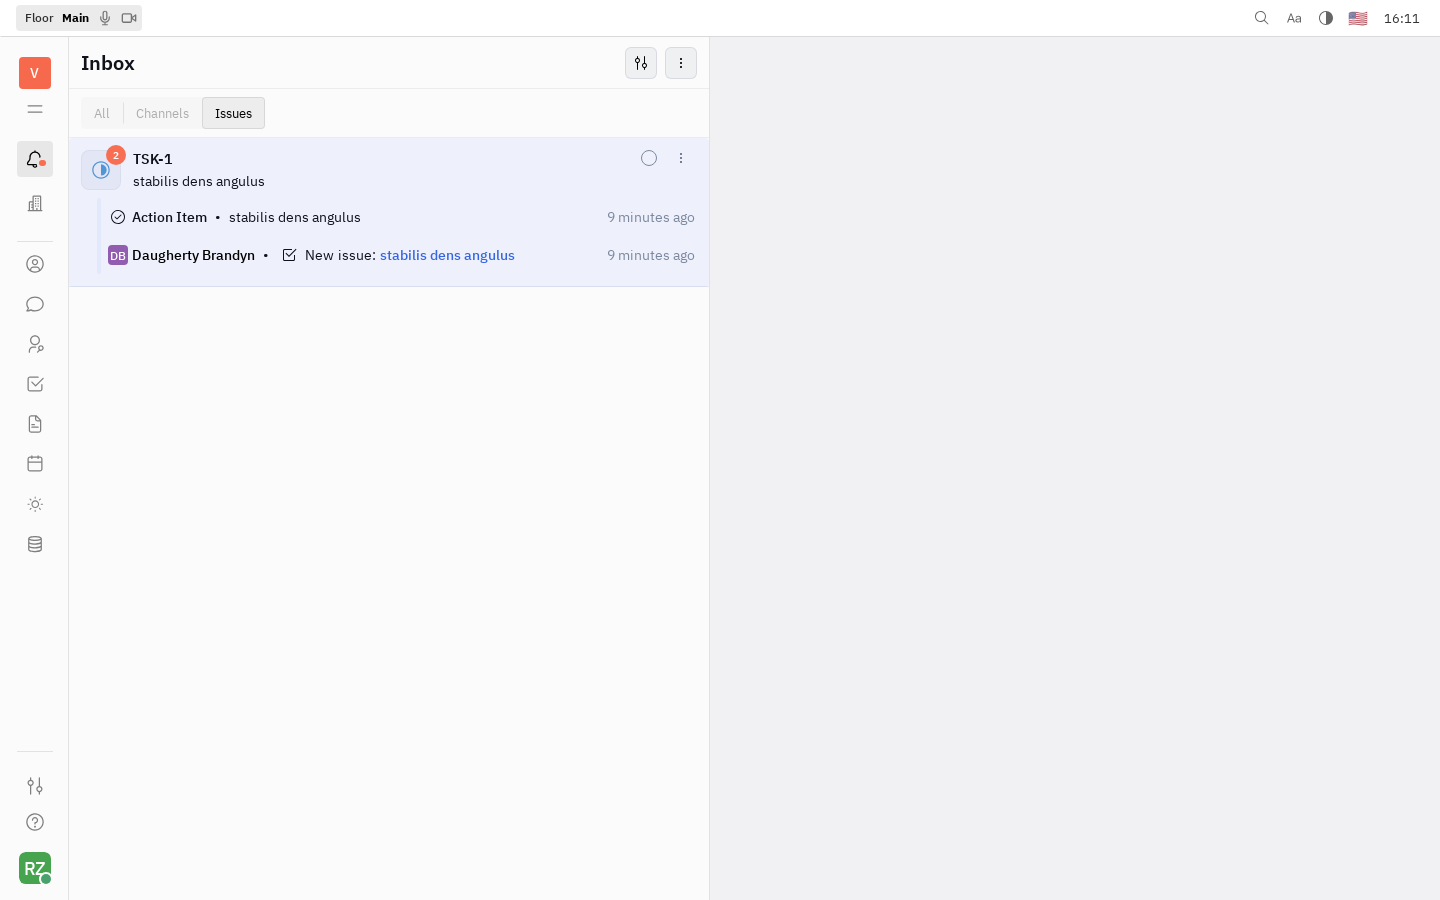 Floor Main
Aa
16:11
V
Inbox
All Channels Issues
2
TSK-1
stabilis dens angulus
Action Item • stabilis dens angulus 9 minutes ago
DB Daugherty Brandyn • New issue: stabilis dens angulus 9 minutes ago
RZ